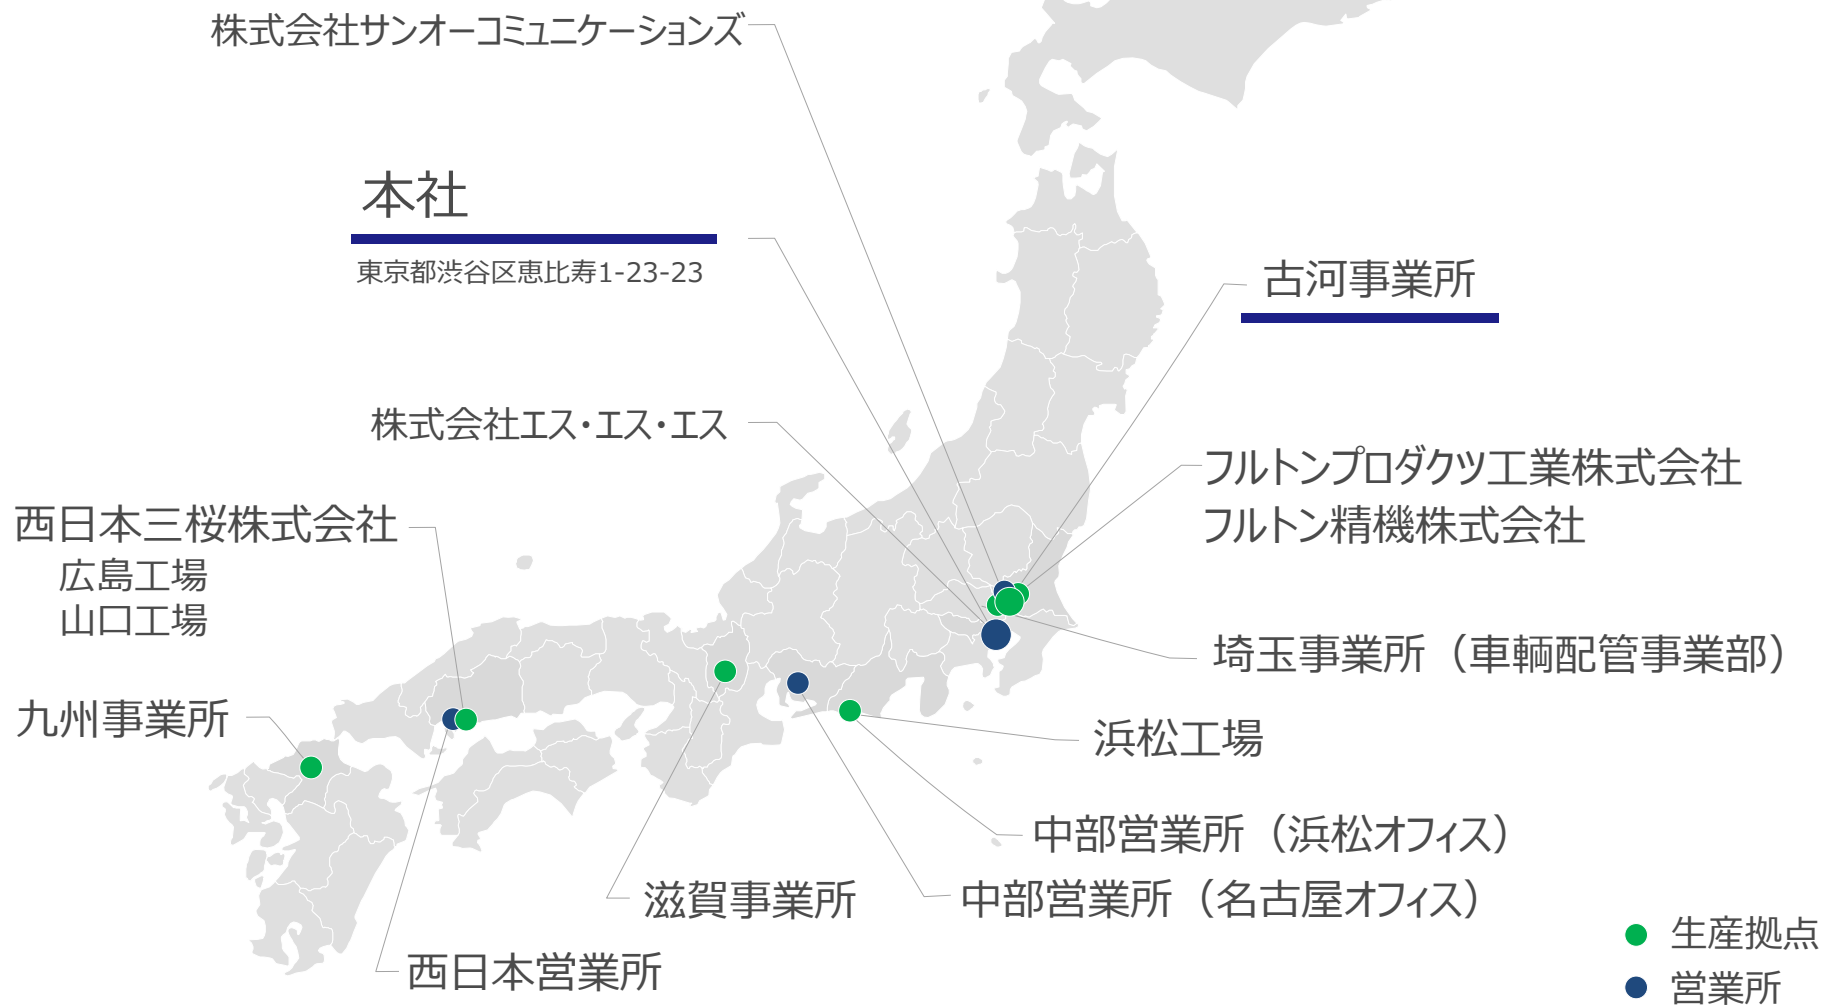 株式会社サンオーコミュニケーションズ
本社
東京都渋谷区恵比寿1-23-23
古河事業所
株式会社エス・エス・エス
フルトンプロダクツ工業株式会社
フルトン精機株式会社
西日本三桜株式会社
広島工場
山口工場
埼玉事業所（車輌配管事業部）
九州事業所
浜松工場
中部営業所（浜松オフィス）
滋賀事業所
中部営業所（名古屋オフィス）
西日本営業所
生産拠点
営業所